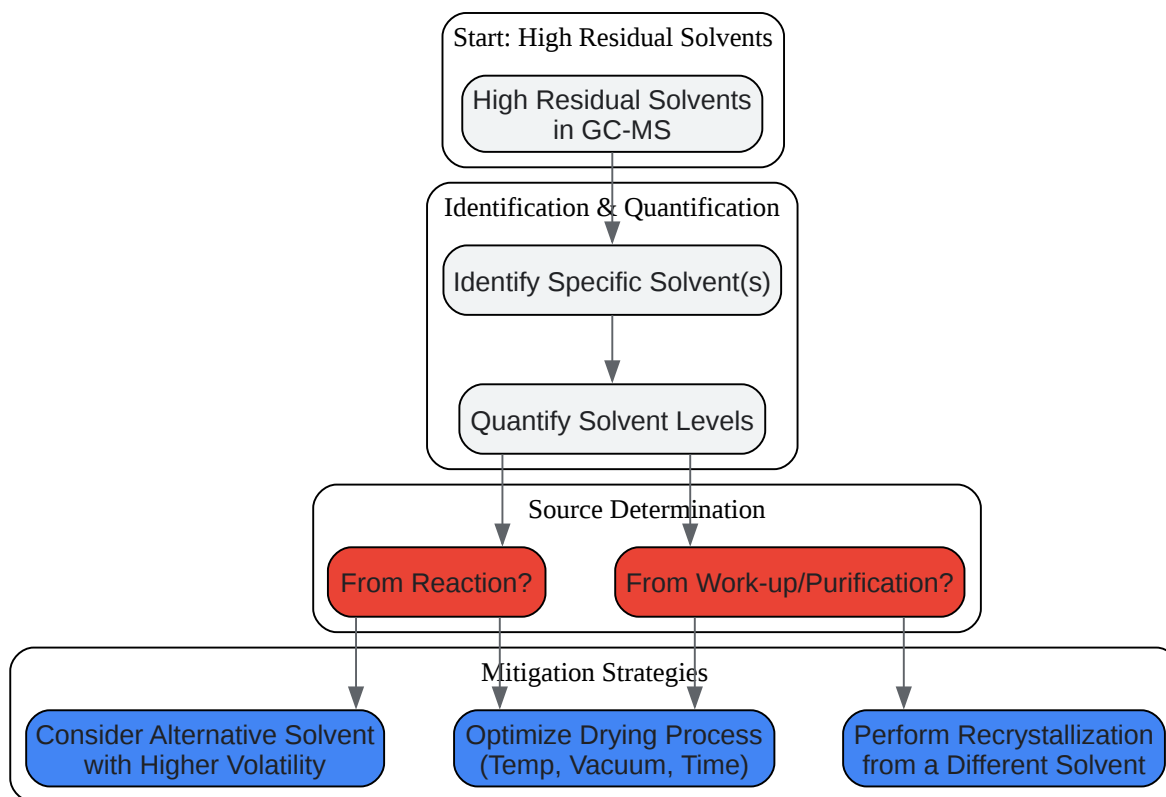 Start: High Residual Solvents
High Residual Solvents
in GC-MS
Identification & Quantification
Identify Specific Solvent(s)
Quantify Solvent Levels
Source Determination
From Reaction?
From Work-up/Purification?
Mitigation Strategies
Consider Alternative Solvent
with Higher Volatility
Optimize Drying Process
(Temp, Vacuum, Time)
Perform Recrystallization
from a Different Solvent